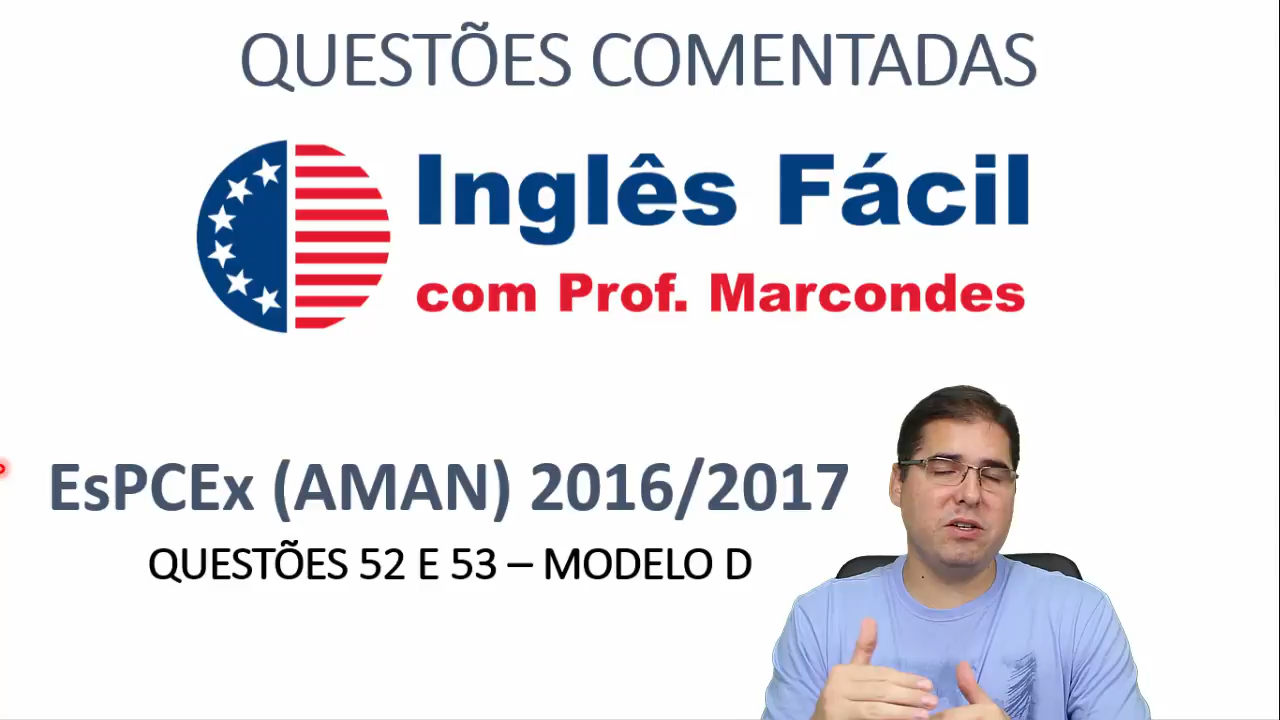 QUESTÕES COMENTADAS
Inglês Fácil
com Prof. Marcondes
EsPCEx (AMAN) 2016/2017
QUESTÕES 52 E 53 – MODELO D